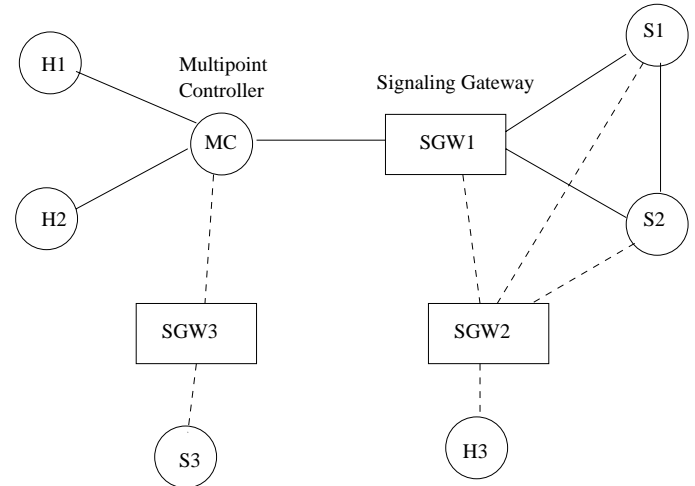 S1
H1
Multipoint
Controller
Signaling Gateway
MC
SGW1
H2
S2
SGW3
SGW2
S3
H3